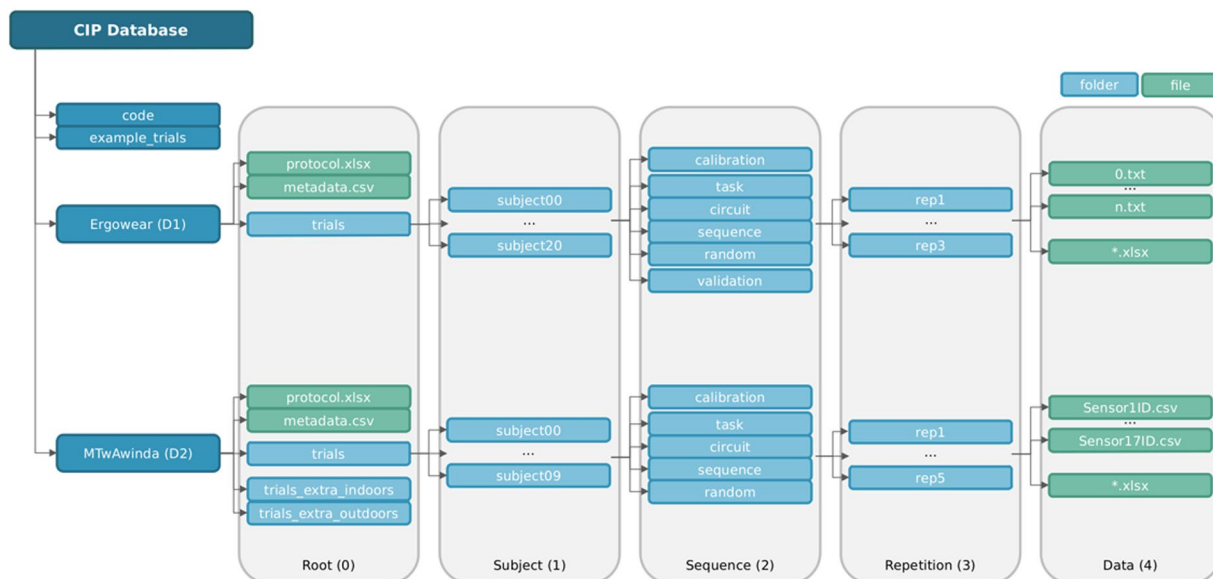 CIP Database
folder
file
code
example_trials
Ergowear (D1)
protocol.xlsx
metadata.csv
trials
subject00
...
subject20
calibration
task
circuit
sequence
random
validation
rep1
...
rep3
0.txt
...
n.txt
*.xlsx
MTwAwinda (D2)
protocol.xlsx
metadata.csv
trials
trials_extra_indoors
trials_extra_outdoors
subject00
...
subject09
calibration
task
circuit
sequence
random
rep1
...
rep5
Sensor1ID.csv
...
Sensor17ID.csv
*.xlsx
Root (0)
Subject (1)
Sequence (2)
Repetition (3)
Data (4)